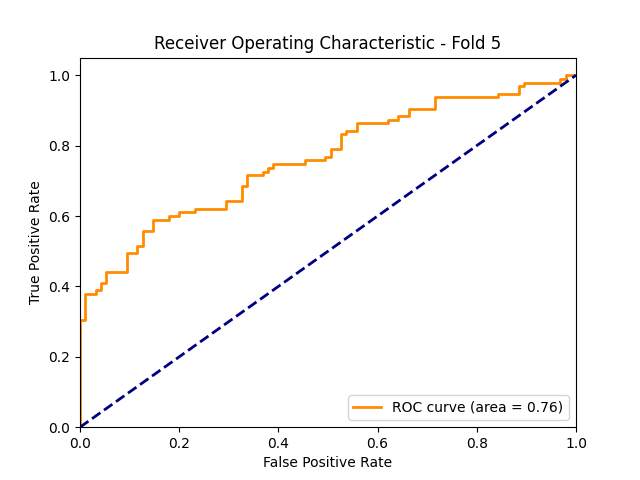 Receiver Operating Characteristic - Fold 5
True Positive Rate
1.0
0.8
0.6
0.4
0.2
0.0
ROC curve (area = 0.76)
0.0 0.2 0.4 0.6 0.8 1.0
False Positive Rate